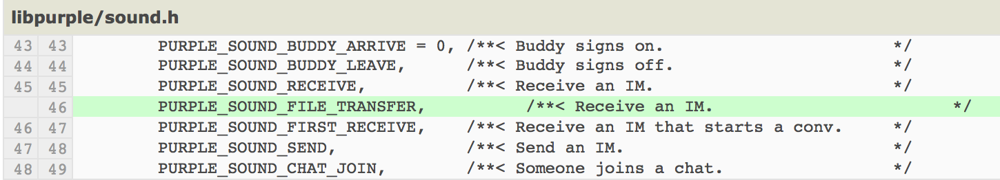 libpurple/sound.h
43 43 PURPLE_SOUND_BUDDY_ARRIVE = 0, /**< Buddy signs on. */
44 44 PURPLE_SOUND_BUDDY_LEAVE, /**< Buddy signs off. */
45 45 PURPLE_SOUND_RECEIVE, /**< Receive an IM. */
46 PURPLE_SOUND_FILE_TRANSFER, /**< Receive an IM. */
46 47 PURPLE_SOUND_FIRST_RECEIVE, /**< Receive an IM that starts a conv. */
47 48 PURPLE_SOUND_SEND, /**< Send an IM. */
48 49 PURPLE_SOUND_CHAT_JOIN, /**< Someone joins a chat. */